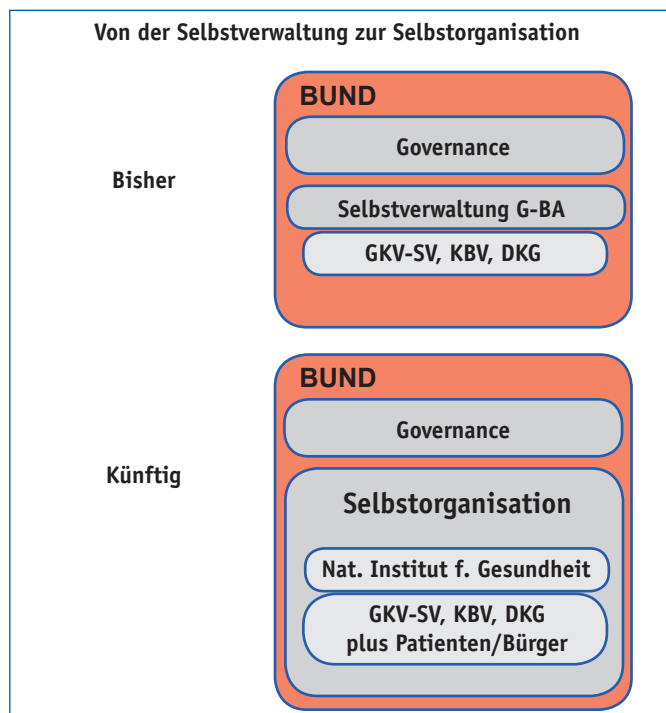 Von der Selbstverwaltung zur Selbstorganisation
BUND
Governance
Bisher
Selbstverwaltung G-BA
GKV-SV, KBV, DKG
BUND
Governance
Künftig
Selbstorganisation
Nat. Institut f. Gesundheit
GKV-SV, KBV, DKG
plus Patienten/Bürger